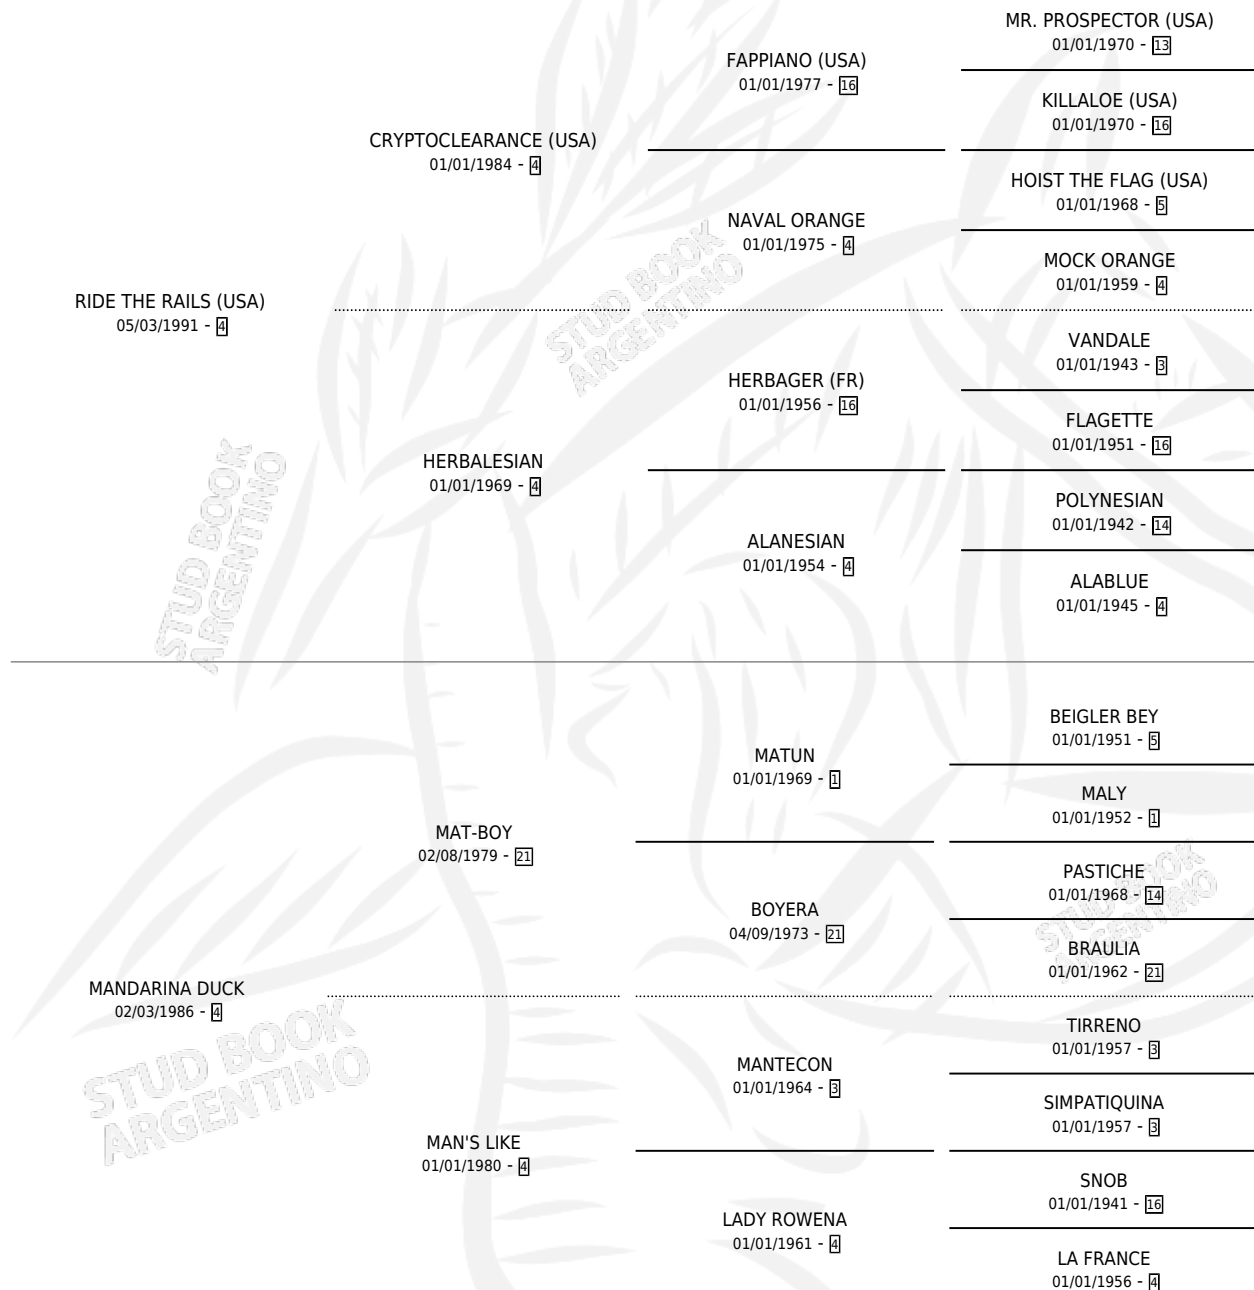 MR. PROSPECTOR (USA)
01/01/1970 - 13
FAPPIANO (USA)
01/01/1977 - 16
KILLALOE (USA)
01/01/1970 - 16
CRYPTOCLEARANCE (USA)
01/01/1984 - 4
HOIST THE FLAG (USA)
01/01/1968 - 5
NAVAL ORANGE
01/01/1975 - 4
MOCK ORANGE
01/01/1959 - 4
RIDE THE RAILS (USA)
05/03/1991 - 4
STUD BOOK
ARGENTINO
VANDALE
01/01/1943 - 3
HERBAGER (FR)
01/01/1956 - 16
FLAGETTE
01/01/1951 - 16
HERBALESIAN
01/01/1969 - 4
POLYNESIAN
01/01/1942 - 14
ALANESIAN
01/01/1954 - 4
ALABLUE
01/01/1945 - 4
STUD BOOK
ARGENTINO
BEIGLER BEY
01/01/1951 - 5
MATUN
01/01/1969 - 1
MALY
01/01/1952 - 1
MAT-BOY
02/08/1979 - 21
PASTICHE
01/01/1968 - 14
BOYERA
04/09/1973 - 21
BRAULIA
01/01/1962 - 21
STUD BOOK
ARGENTINO
MANDARINA DUCK
02/03/1986 - 4
STUD BOOK
ARGENTINO
TIRRENO
01/01/1957 - 3
MANTECON
01/01/1964 - 3
SIMPATIQUINA
01/01/1957 - 3
MAN'S LIKE
01/01/1980 - 4
SNOB
01/01/1941 - 16
LADY ROWENA
01/01/1961 - 4
LA FRANCE
01/01/1956 - 4